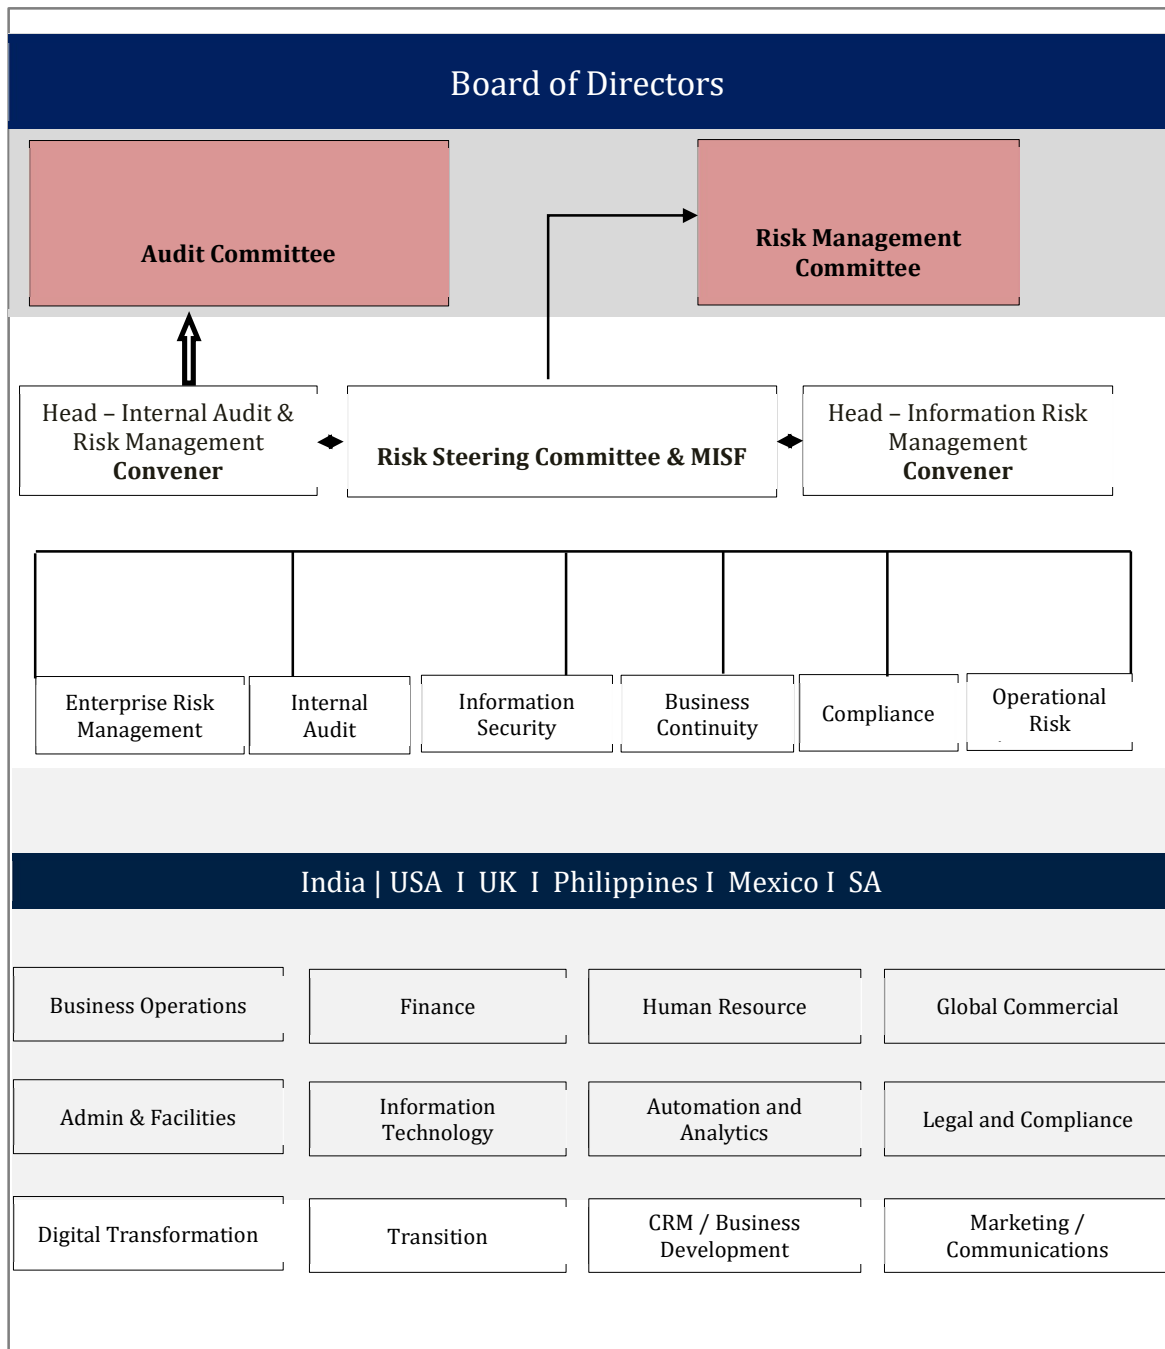 Board of Directors
Audit Committee
Risk Management
Committee
Head – Internal Audit &
Risk Management
Convener
Risk Steering Committee & MISF
Head – Information Risk
Management
Convener
Enterprise Risk
Management
Internal
Audit
Information
Security
Business
Continuity
Compliance
Operational
Risk
India | USA I UK I Philippines I Mexico I SA
Business Operations
Finance
Human Resource
Global Commercial
Admin & Facilities
Information
Technology
Automation and
Analytics
Legal and Compliance
Digital Transformation
Transition
CRM / Business
Development
Marketing /
Communications